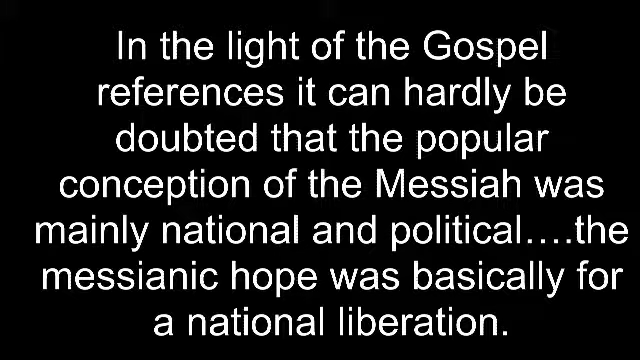 In the light of the Gospel
references it can hardly be
doubted that the popular
conception of the Messiah was
mainly national and political….the
messianic hope was basically for
a national liberation.